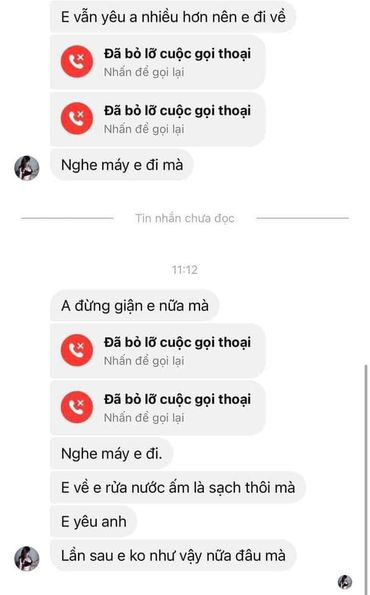 E vẫn yêu a nhiều hơn nên e đi về
Đã bỏ lỡ cuộc gọi thoại
Nhấn để gọi lại
Đã bỏ lỡ cuộc gọi thoại
Nhấn để gọi lại
Nghe máy e đi mà
Tin nhắn chưa đọc
11:12
A đừng giận e nữa mà
Đã bỏ lỡ cuộc gọi thoại
Nhấn để gọi lại
Đã bỏ lỡ cuộc gọi thoại
Nhấn để gọi lại
Nghe máy e đi.
E về e rửa nước ấm là sạch thôi mà
E yêu anh
Lần sau e ko như vậy nữa đâu mà